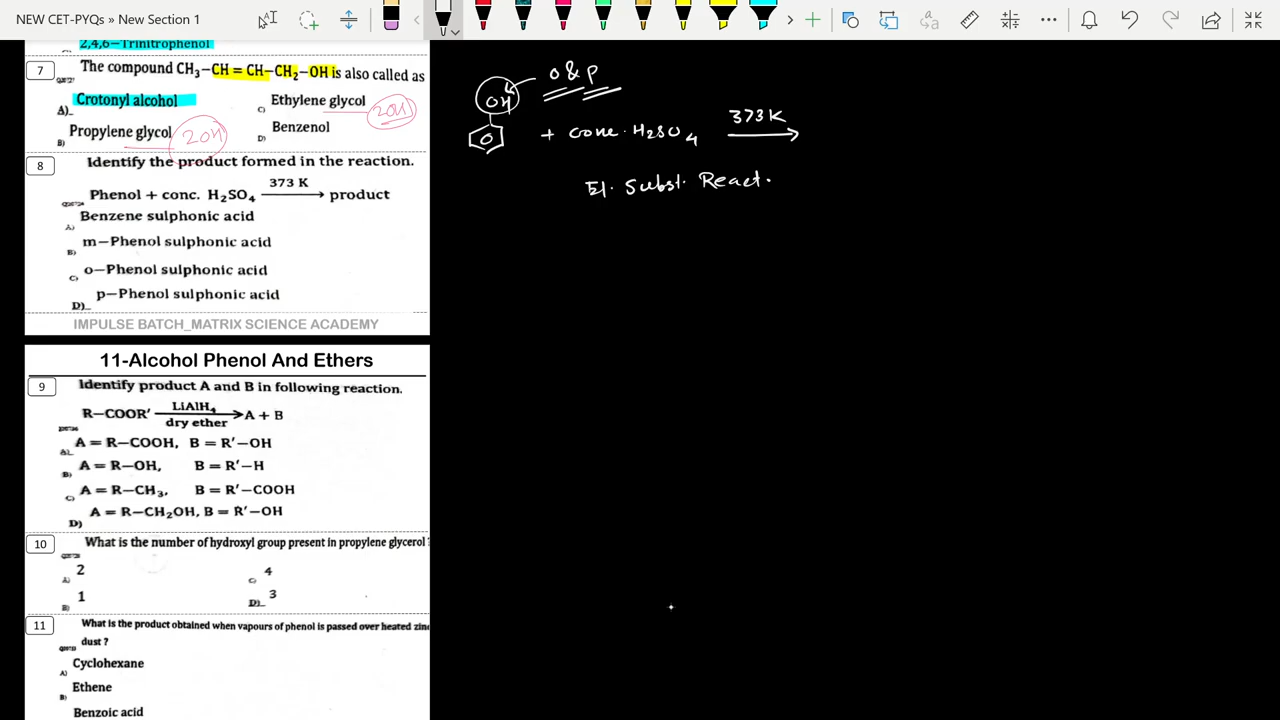 NEW CET-PYQs » New Section 1
2,4,6–Trinitrophenol
7
The compound CH₃–CH = CH–CH₂–OH is also called as
A) Crotonyl alcohol
C) Ethylene glycol
2OH
B) Propylene glycol
2OH
D) Benzenol
8
Identify the product formed in the reaction.
Phenol + conc. H₂SO₄ 373 K → product
A) Benzene sulphonic acid
B) m–Phenol sulphonic acid
C) o–Phenol sulphonic acid
D) p–Phenol sulphonic acid
IMPULSE BATCH_MATRIX SCIENCE ACADEMY
11-Alcohol Phenol And Ethers
9
Identify product A and B in following reaction.
R–COOR′ LiAlH₄ dry ether → A + B
A) A = R–COOH, B = R′–OH
B) A = R–OH, B = R′–H
C) A = R–CH₃, B = R′–COOH
D) A = R–CH₂OH, B = R′–OH
10
What is the number of hydroxyl group present in propylene glycerol ?
A) 2
C) 4
B) 1
D) 3
11
What is the product obtained when vapours of phenol is passed over heated zinc
dust ?
A) Cyclohexane
B) Ethene
Benzoic acid
o & p
OH
+ conc. H₂SO₄ 373 K →
El. Subst. React.